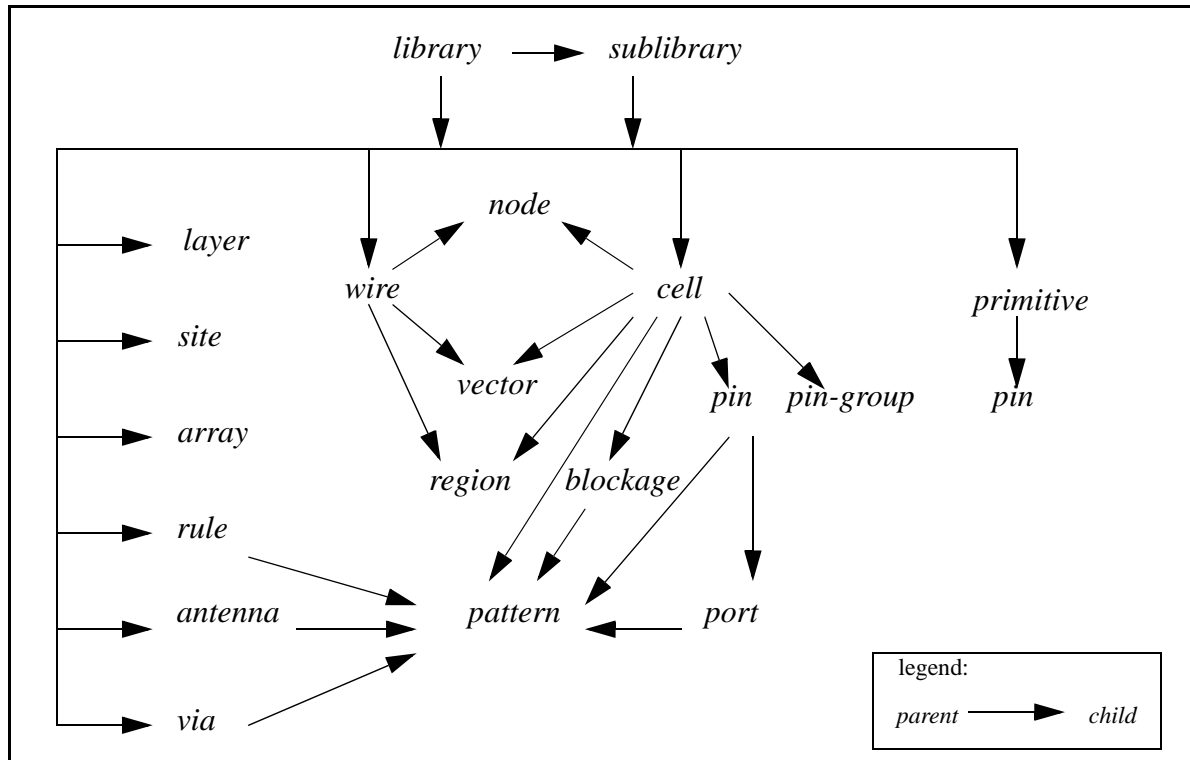 library
sublibrary
node
layer
wire
cell
primitive
site
vector
pin
pin-group
pin
array
region
blockage
rule
antenna
pattern
port
via
legend:
parent
child